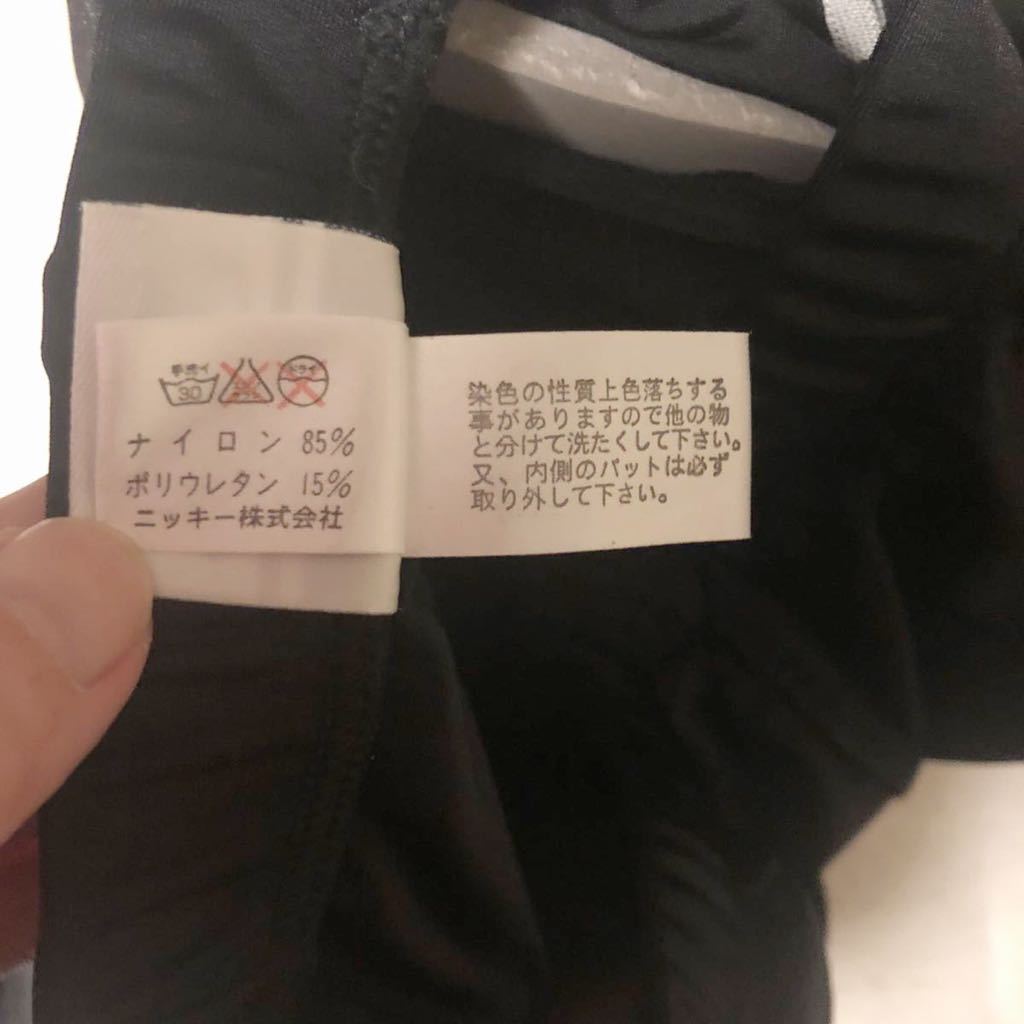 手洗イ
30
ドライ
ナイロン 85%
ポリウレタン 15%
ニッキー株式会社
染色の性質上色落ちする
事がありますので他の物
と分けて洗たくして下さい。
又、内側のパットは必ず
取り外して下さい。